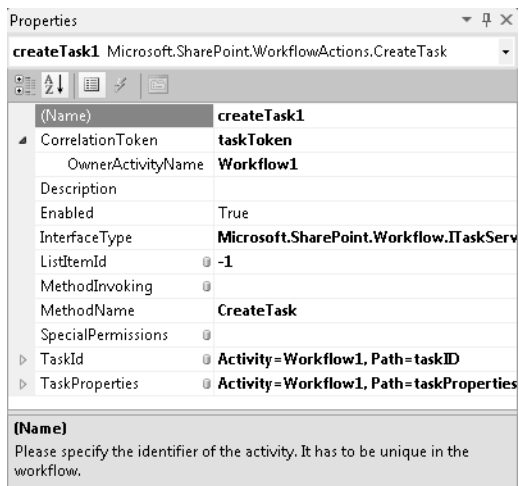 Properties
createTask1 Microsoft.SharePoint.WorkflowActions.CreateTask
(Name) createTask1
CorrelationToken taskToken
OwnerActivityName Workflow1
Description
Enabled True
InterfaceType Microsoft.SharePoint.Workflow.ITaskServ
ListItemId -1
MethodInvoking
MethodName CreateTask
SpecialPermissions
TaskId Activity=Workflow1, Path=taskID
TaskProperties Activity=Workflow1, Path=taskProperties
(Name)
Please specify the identifier of the activity. It has to be unique in the
workflow.